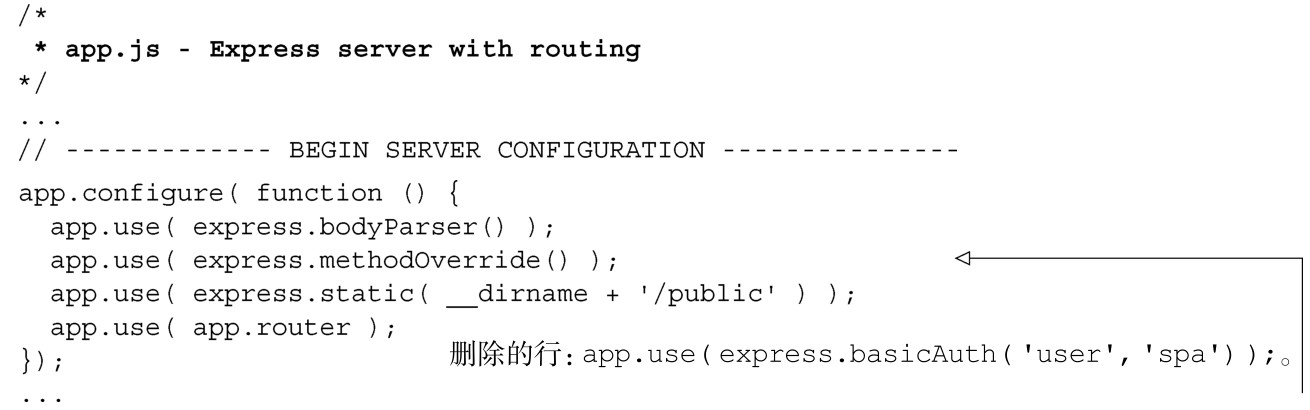 /*
 * app.js - Express server with routing
*/
...
// ------------- BEGIN SERVER CONFIGURATION ---------------
app.configure( function () {
  app.use( express.bodyParser() );
  app.use( express.methodOverride() );
  app.use( express.static( __dirname + '/public' ) );
  app.use( app.router );
});
删除的行: app.use(express.basicAuth('user','spa'));。
...